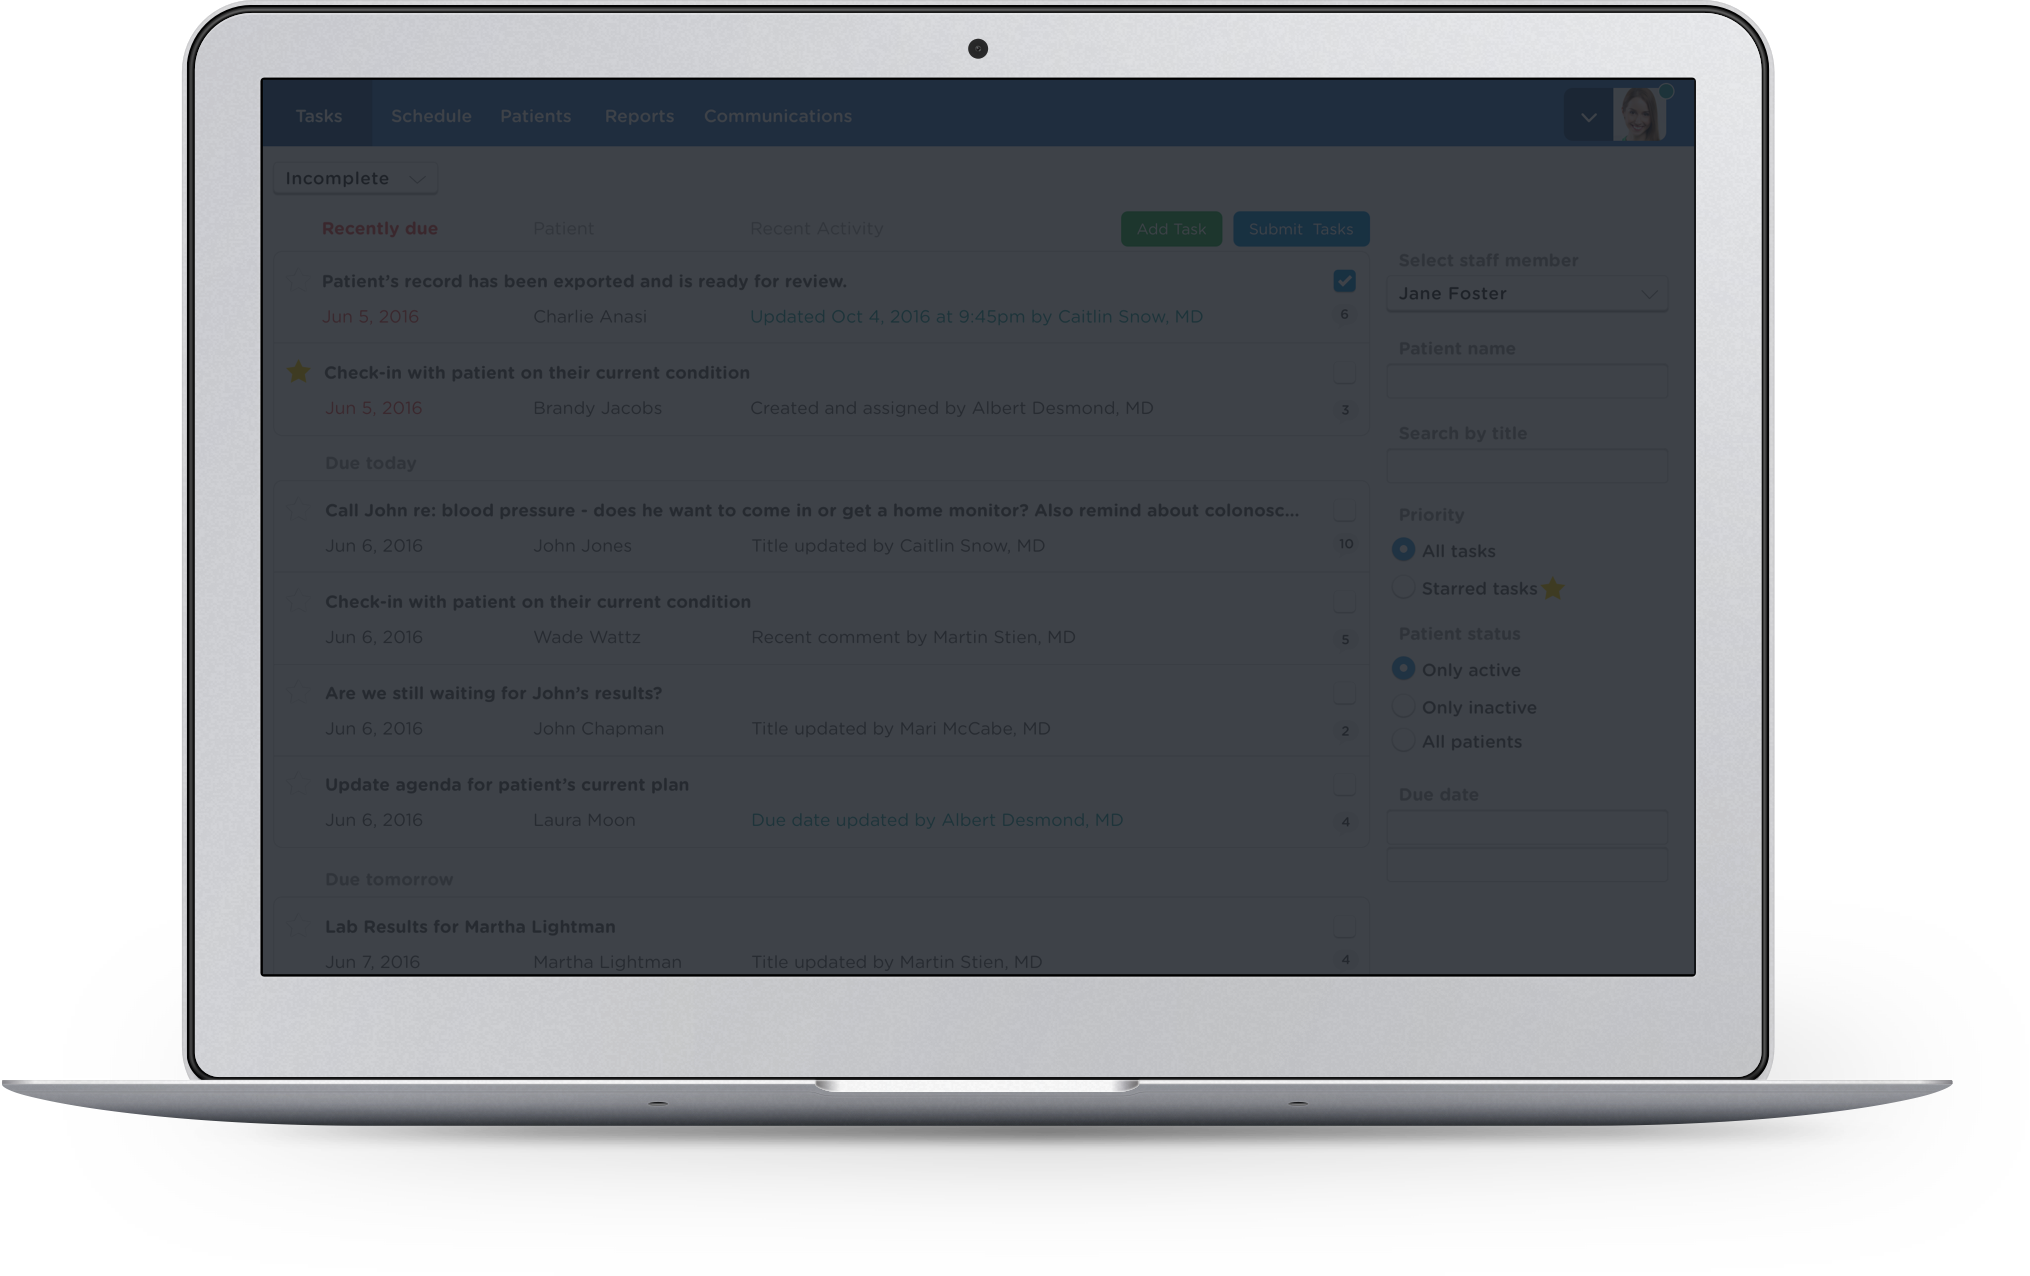 Tasks Schedule Patients Reports Communications
Incomplete
Recently due Patient Recent Activity Add Task Submit Tasks
Patient's record has been exported and is ready for review.
Jun 5, 2016 Charlie Anasi Updated Oct 4, 2016 at 9:45pm by Caitlin Snow, MD 6
Check-in with patient on their current condition
Jun 5, 2016 Brandy Jacobs Created and assigned by Albert Desmond, MD 3
Due today
Call John re: blood pressure - does he want to come in or get a home monitor? Also remind about colonosc...
Jun 6, 2016 John Jones Title updated by Caitlin Snow, MD 10
Check-in with patient on their current condition
Jun 6, 2016 Wade Wattz Recent comment by Martin Stien, MD 5
Are we still waiting for John's results?
Jun 6, 2016 John Chapman Title updated by Mari McCabe, MD 2
Update agenda for patient's current plan
Jun 6, 2016 Laura Moon Due date updated by Albert Desmond, MD 4
Due tomorrow
Lab Results for Martha Lightman
Jun 7, 2016 Martha Lightman Title updated by Martin Stien, MD 4
Select staff member
Jane Foster
Patient name
Search by title
Priority
All tasks
Starred tasks
Patient status
Only active
Only inactive
All patients
Due date